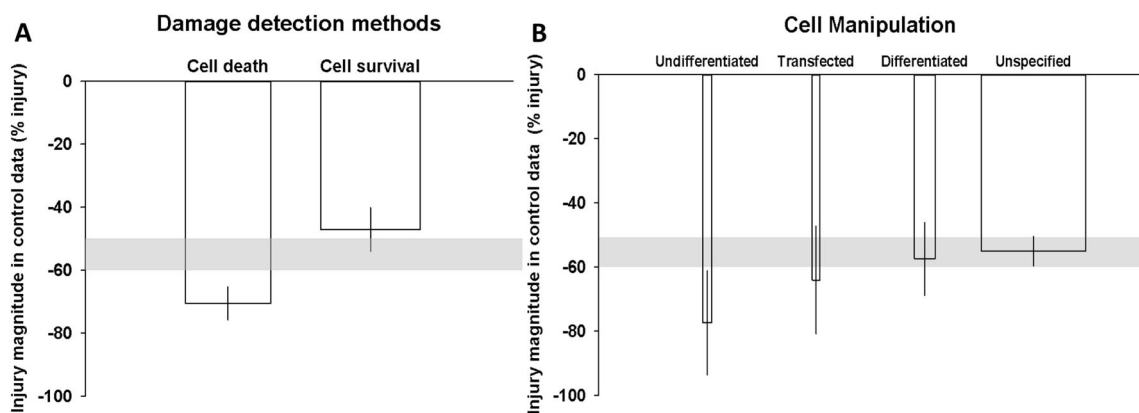 A
Damage detection methods
Cell death
Cell survival
Injury magnitude in control data (% injury)
0
-20
-40
-60
-80
-100
B
Cell Manipulation
Undifferentiated
Transfected
Differentiated
Unspecified
Injury magnitude in control data (% injury)
0
-20
-40
-60
-80
-100